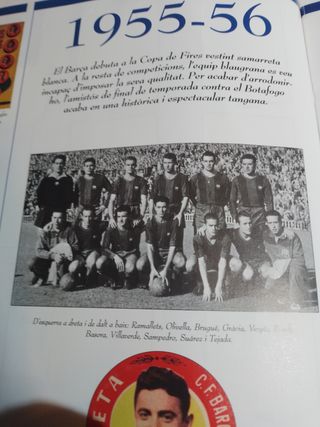 1955-56
El Barça debuta a la Copa de Fires vestint samarreta
blanca. A la resta de competicions, l'equip blaugrana es veu
incapaç d'imposar la seva qualitat. Per acabar d'arrodonir-
ho, l'amistós de final de temporada contra el Botafogo
acaba en una històrica i espectacular tangana.
D'esquerra a dreta i de dalt a baix: Ramallets, Olivella, Brugué, Gràcia, Vergés,
Basora, Villaverde, Sampedro, Suárez i Tejada.
ETA
C.F. BAR